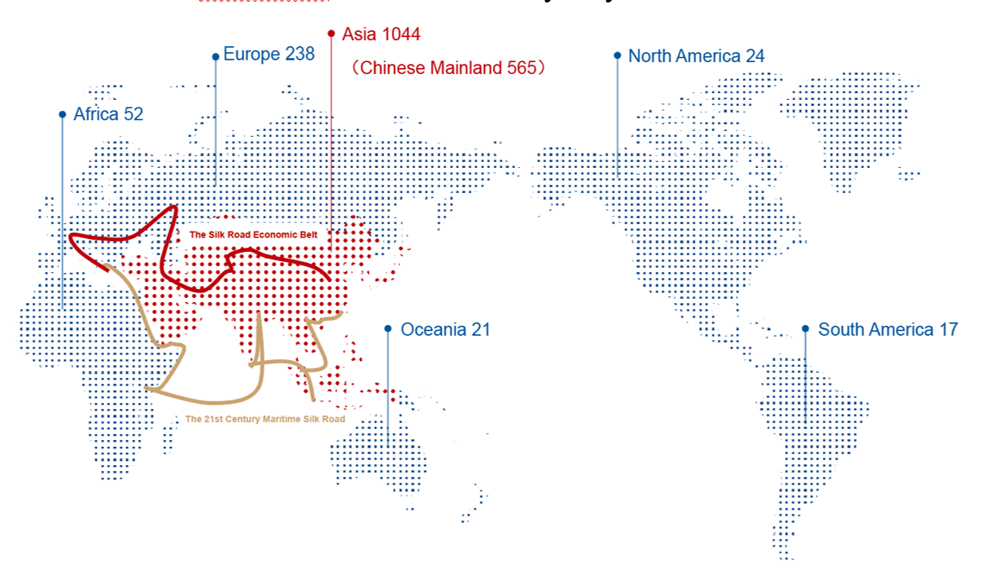 Asia 1044
Europe 238
（Chinese Mainland 565）
North America 24
Africa 52
The Silk Road Economic Belt
Oceania 21
South America 17
The 21st Century Maritime Silk Road